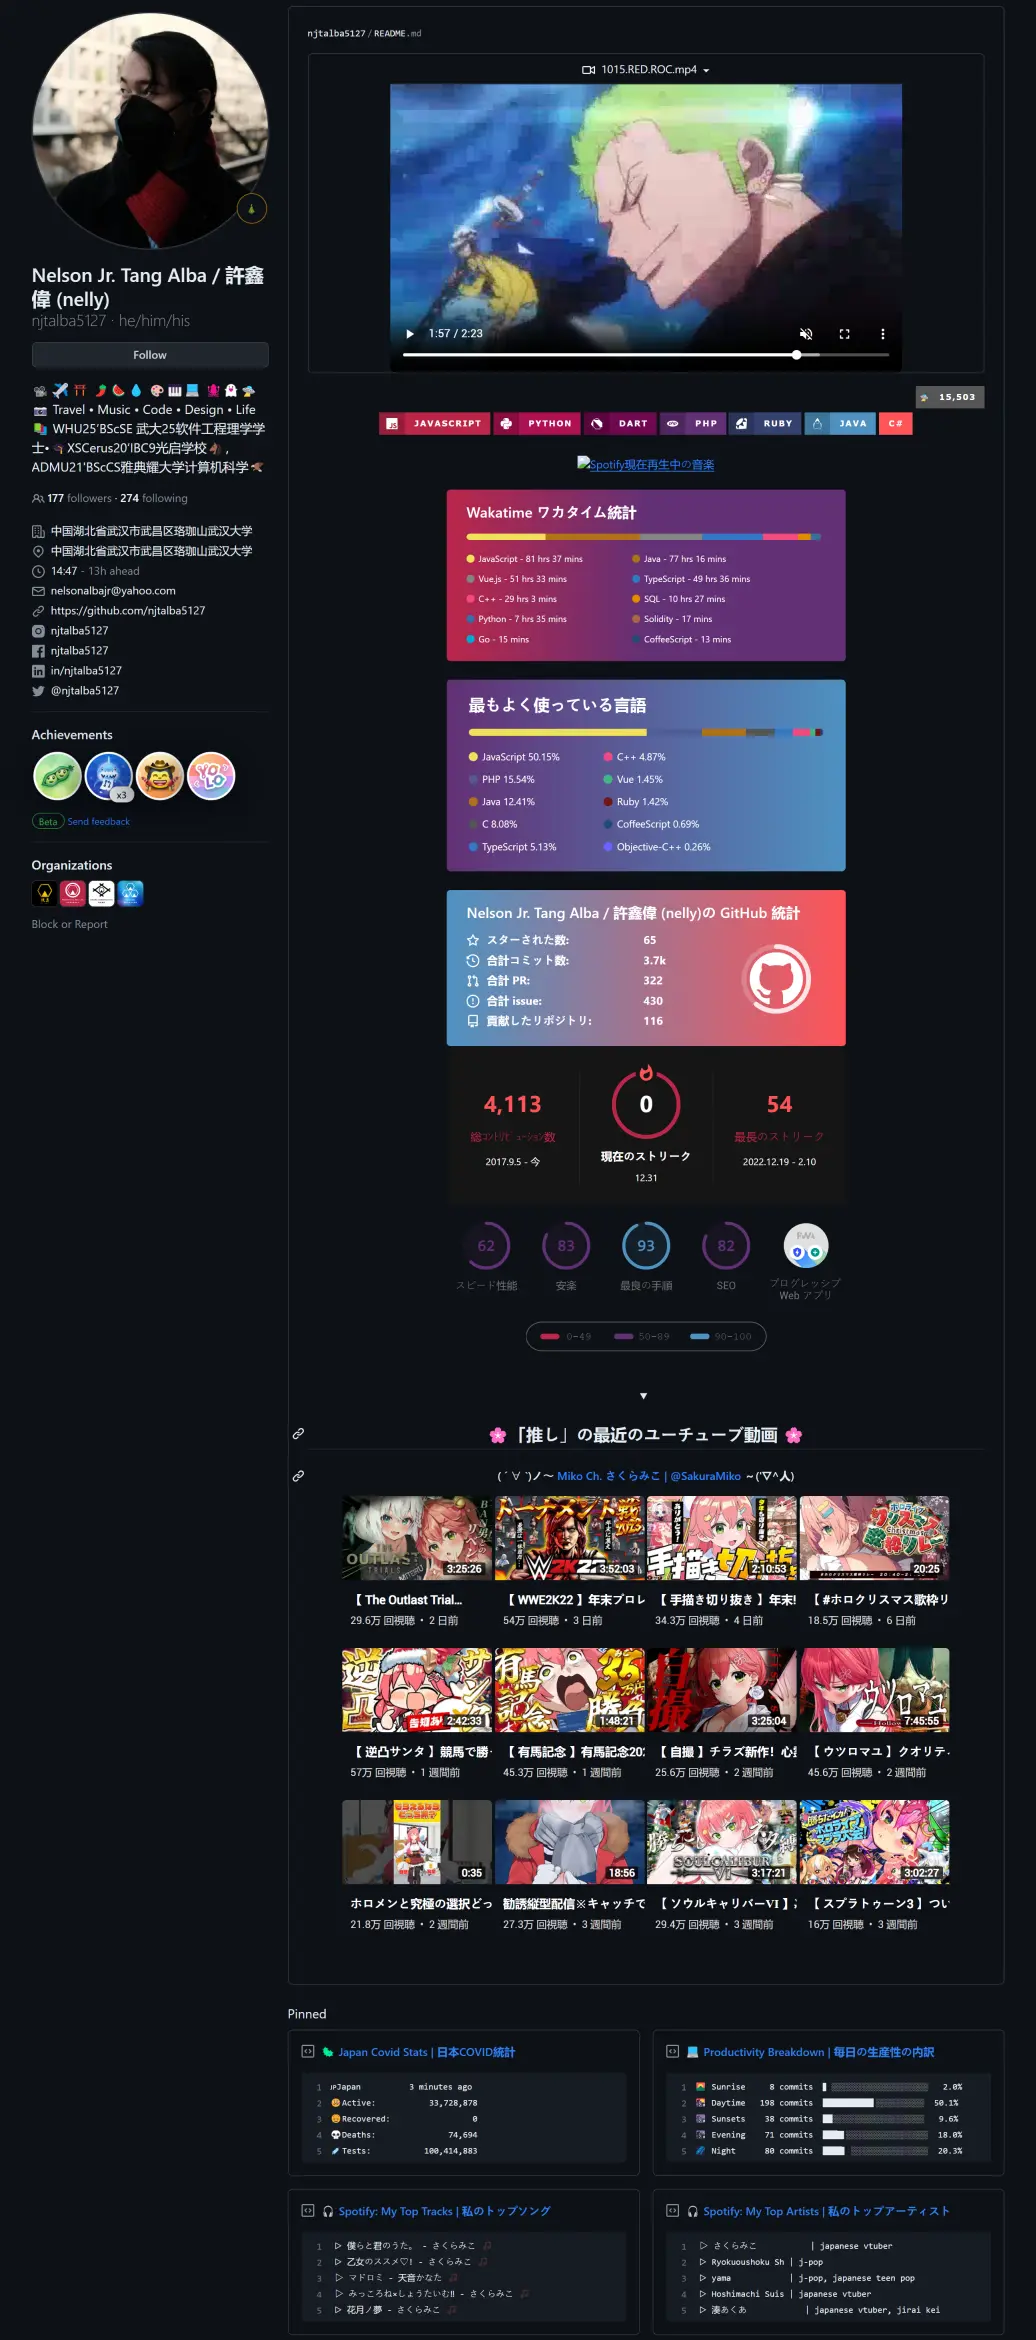 Nelson Jr. Tang Alba / 許鑫
偉 (nelly)
njtalba5127 · he/him/his
Follow
Travel • Music • Code • Design • Life
WHU25'BScSE 武大25软件工程理学学
士• XSCerus20'IBC9光启学校 ,
ADMU21'BScCS雅典耀大学计算机科学
177 followers · 274 following
中国湖北省武汉市武昌区珞珈山武汉大学
中国湖北省武汉市武昌区珞珈山武汉大学
14:47 - 13h ahead
nelsonalbajr@yahoo.com
https://github.com/njtalba5127
njtalba5127
njtalba5127
in/njtalba5127
@njtalba5127
Achievements
YOLO
x3
Beta Send feedback
Organizations
Block or Report
njtalba5127/README.md
1015.RED.ROC.mp4
1:57 / 2:23
15,503
JAVASCRIPT PYTHON DART PHP RUBY JAVA C#
Spotify現在再生中の音楽
Wakatime ワカタイム統計
JavaScript - 81 hrs 37 mins
Java - 77 hrs 16 mins
Vue.js - 51 hrs 33 mins
TypeScript - 49 hrs 36 mins
C++ - 29 hrs 3 mins
SQL - 10 hrs 27 mins
Python - 7 hrs 35 mins
Solidity - 17 mins
Go - 15 mins
CoffeeScript - 13 mins
最もよく使っている言語
JavaScript 50.15%
C++ 4.87%
PHP 15.54%
Vue 1.45%
Java 12.41%
Ruby 1.42%
C 8.08%
CoffeeScript 0.69%
TypeScript 5.13%
Objective-C++ 0.26%
Nelson Jr. Tang Alba / 許鑫偉 (nelly)の GitHub 統計
スターされた数: 65
合計コミット数: 3.7k
合計 PR: 322
合計 issue: 430
貢献したリポジトリ: 116
4,113
総ｺﾝﾄﾘﾋﾞｭｰｼｮﾝ数
2017.9.5 - 今
0
現在のストリーク
12.31
54
最長のストリーク
2022.12.19 - 2.10
62 83 93 82 PWA
スピード性能 安楽 最良の手順 SEO プログレッシブ
Web アプリ
0-49 50-89 90-100
▼
「推し」の最近のユーチューブ動画
( ´ ∀ `)ノ～ Miko Ch. さくらみこ | @SakuraMiko ~ ('∇^人)
3:25:26
3:52:03
2:10:53
20:25
【 The Outlast Trial...
【 WWE2K22 】年末プロレ
【 手描き切り抜き 】年末!
【 #ホロクリスマス歌枠リ
29.6万 回視聴 • 2 日前
54万 回視聴 • 3 日前
34.3万 回視聴 • 4 日前
18.5万 回視聴 • 6 日前
2:42:33
1:48:21
3:25:04
7:45:55
【 逆凸サンタ 】競馬で勝
【 有馬記念 】有馬記念20
【 自撮 】チラズ新作! 心
【 ウツロマユ 】クオリティ
57万 回視聴 • 1 週間前
45.3万 回視聴 • 1 週間前
25.6万 回視聴 • 2 週間前
45.6万 回視聴 • 2 週間前
0:35
18:56
3:17:21
3:02:27
ホロメンと究極の選択どっ
勧誘縦型配信※キャッチで
【 ソウルキャリバーVI 】
【 スプラトゥーン3 】つい
21.8万 回視聴 • 2 週間前
27.3万 回視聴 • 3 週間前
29.4万 回視聴 • 3 週間前
16万 回視聴 • 3 週間前
Pinned
Japan Covid Stats | 日本COVID統計
1 JPJapan 3 minutes ago
2 Active: 33,728,878
3 Recovered: 0
4 Deaths: 74,694
5 Tests: 100,414,883
Productivity Breakdown | 毎日の生産性の内訳
1 Sunrise 8 commits 2.0%
2 Daytime 198 commits 50.1%
3 Sunsets 38 commits 9.6%
4 Evening 71 commits 18.0%
5 Night 80 commits 20.3%
Spotify: My Top Tracks | 私のトップソング
1 ▷ 僕らと君のうた。 - さくらみこ
2 ▷ 乙女のススメ♡! - さくらみこ
3 ▷ マドロミ - 天音かなた
4 ▷ みっころね×しょうたいむ‼ - さくらみこ
5 ▷ 花月ノ夢 - さくらみこ
Spotify: My Top Artists | 私のトップアーティスト
1 ▷ さくらみこ | japanese vtuber
2 ▷ Ryokuoushoku Sh | j-pop
3 ▷ yama | j-pop, japanese teen pop
4 ▷ Hoshimachi Suis | japanese vtuber
5 ▷ 湊あくあ | japanese vtuber, jirai kei